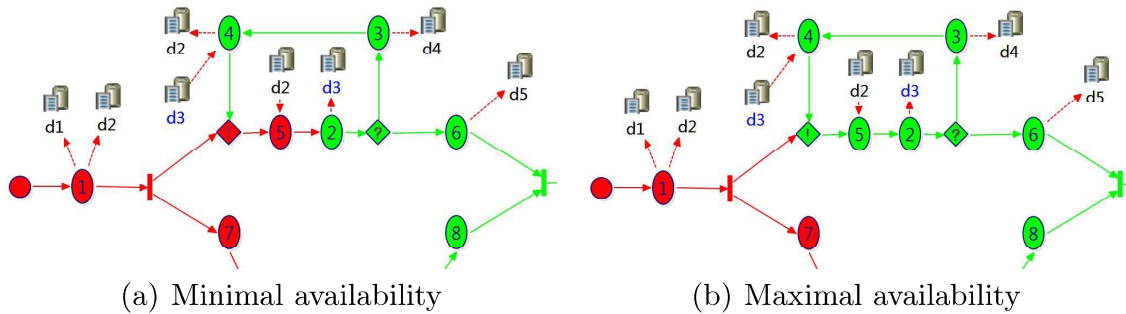 4 3
d2 d4
d2 d3 d5
d3
d1 d2 ! 5 2 ? 6
1
7 8
(a) Minimal availability
4 3
d2 d4
d2 d3 d5
d3
d1 d2 ! 5 2 ? 6
1
7 8
(b) Maximal availability